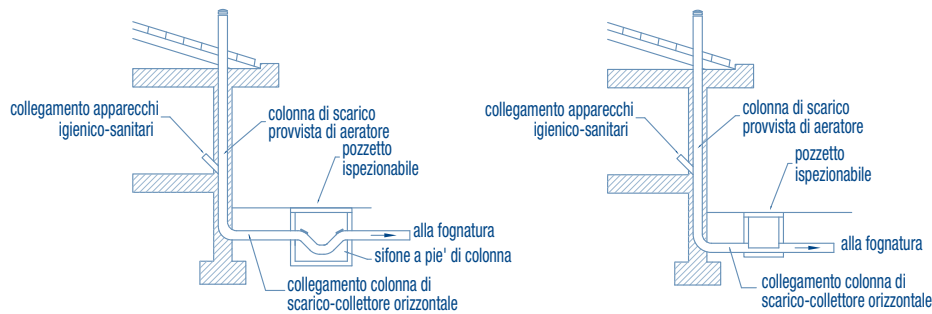 collegamento apparecchi
igienico-sanitari
colonna di scarico
provvista di aeratore
pozzetto
ispezionabile
alla fognatura
sifone a pie' di colonna
collegamento colonna di
scarico-collettore orizzontale
collegamento apparecchi
igienico-sanitari
colonna di scarico
provvista di aeratore
pozzetto
ispezionabile
alla fognatura
collegamento colonna di
scarico-collettore orizzontale